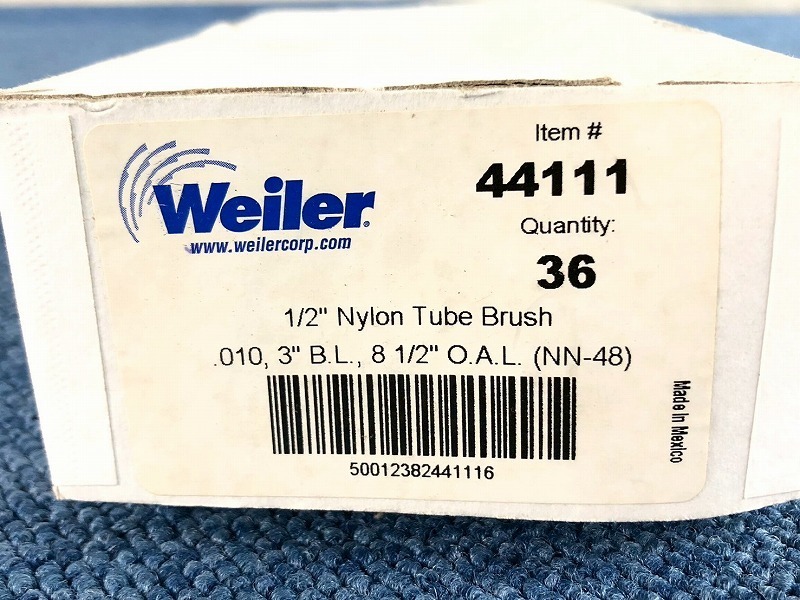 Weiler®
www.weilercorp.com
Item #
44111
Quantity:
36
1/2" Nylon Tube Brush
.010, 3" B.L., 8 1/2" O.A.L. (NN-48)
50012382441116
Made In Mexico